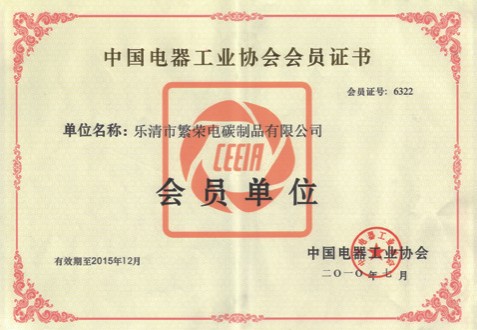 中国电器工业协会会员证书
会员证号: 6322
单位名称: 乐清市繁荣电碳制品有限公司
CEEIA
会员单位
中国电器工业协会
有效期至2015年12月
二〇一〇年七月